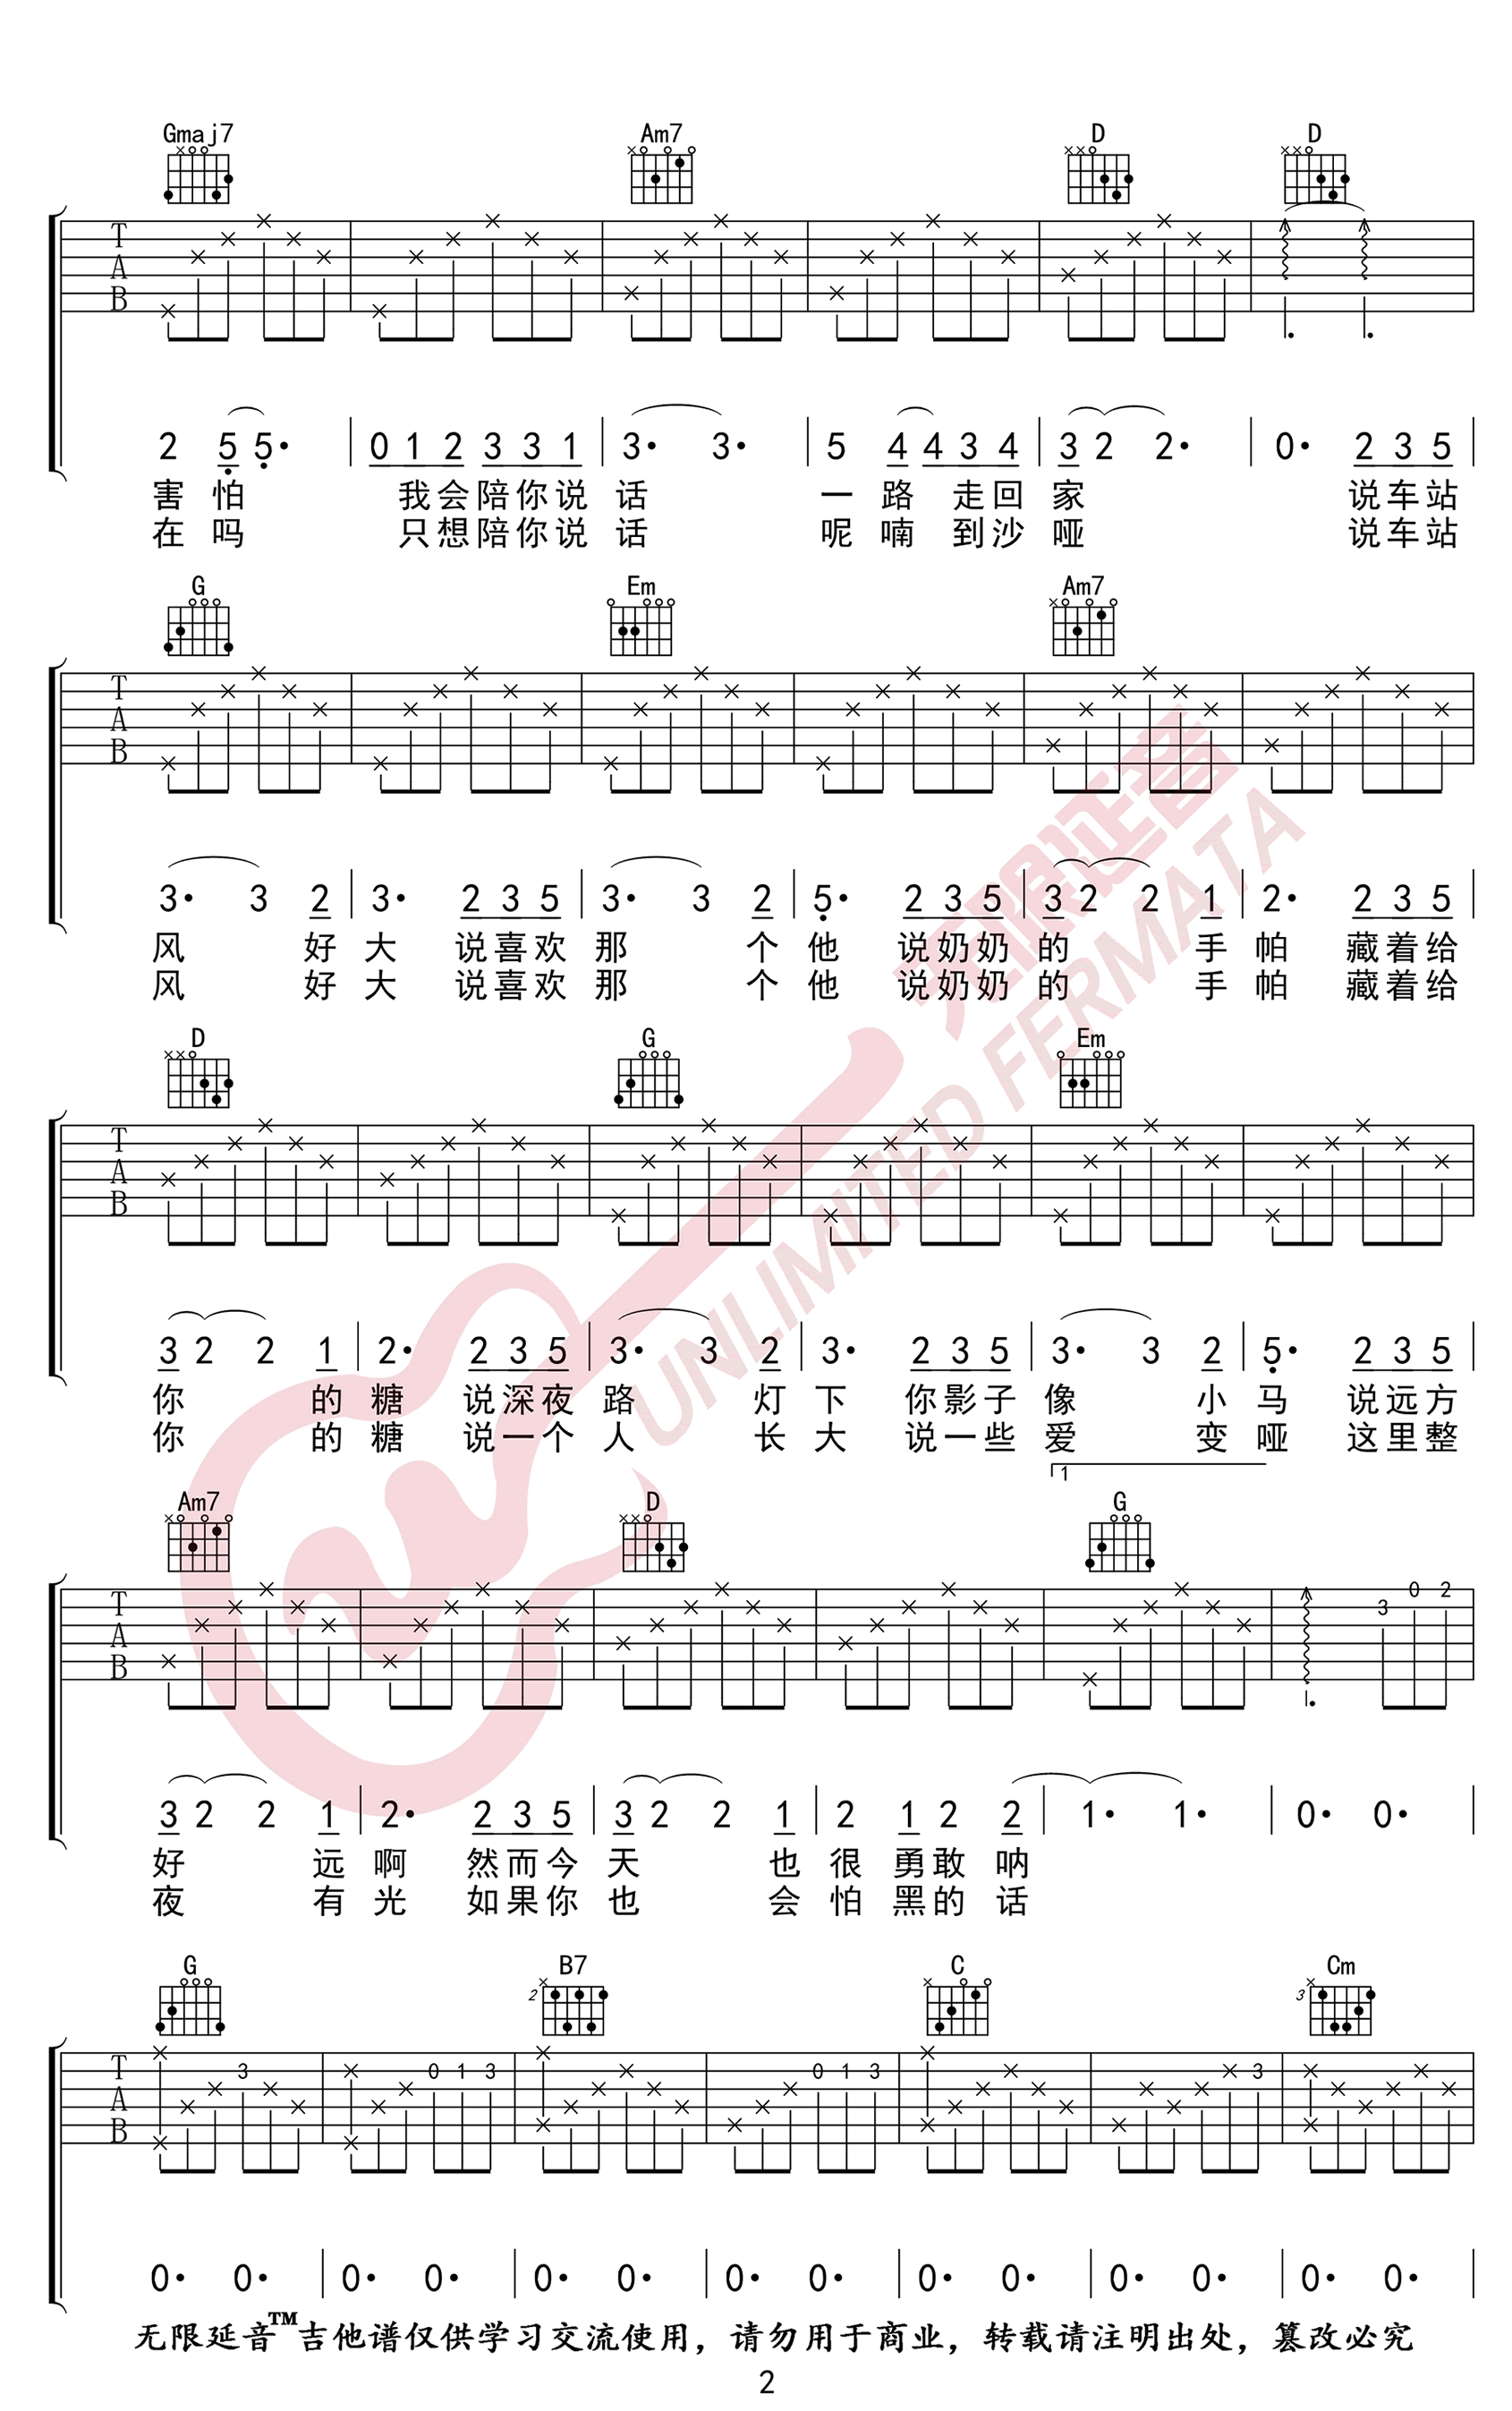 Gmaj7 Am7 D D
T
A
B
2 5 5· 0 1 2 3 3 1 3· 3· 5 4 4 3 4 3 2 2· 0· 2 3 5
害怕 我会陪你说话 一路走回家 说车站
在吗 只想陪你说话 呢喃到沙哑 说车站
G Em Am7
T
A
B
3· 3 2 3· 2 3 5 3· 3 2 5· 2 3 5 3 2 2 1 2· 2 3 5
风好大说喜欢那个他说奶奶的手帕藏着给
风好大说喜欢那个他说奶奶的手帕藏着给
D G Em
T
A
B
3 2 2 1 2· 2 3 5 3· 3 2 3· 2 3 5 3· 3 2 5· 2 3 5
你的糖说深夜路灯下你影子像小马说远方
你的糖说一个人长大说一些爱变哑这里整
1
Am7 D G
T 3 0 2
A
B
3 2 2 1 2· 2 3 5 3 2 2 1 2 1 2 2 1· 1· 0· 0·
好远啊然而今天也很勇敢呐
夜有光如果你也会怕黑的话
G B7 C Cm
2 3
T 3 0 1 3 0 1 3 3
A
B
0· 0· 0· 0· 0· 0· 0· 0· 0· 0· 0· 0· 0· 0·
无限延音™吉他谱仅供学习交流使用，请勿用于商业，转载请注明出处，篡改必究
2
无限延音
UNLIMITED FERMATA